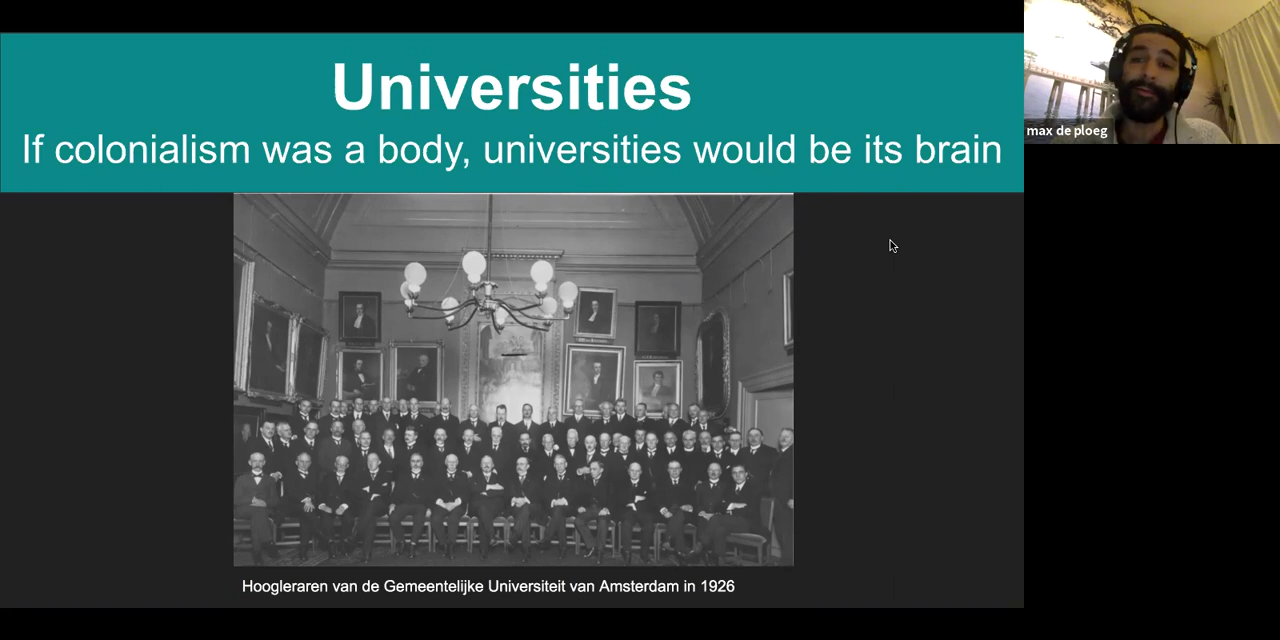 Universities
If colonialism was a body, universities would be its brain
max de ploeg
Hoogleraren van de Gemeentelijke Universiteit van Amsterdam in 1926